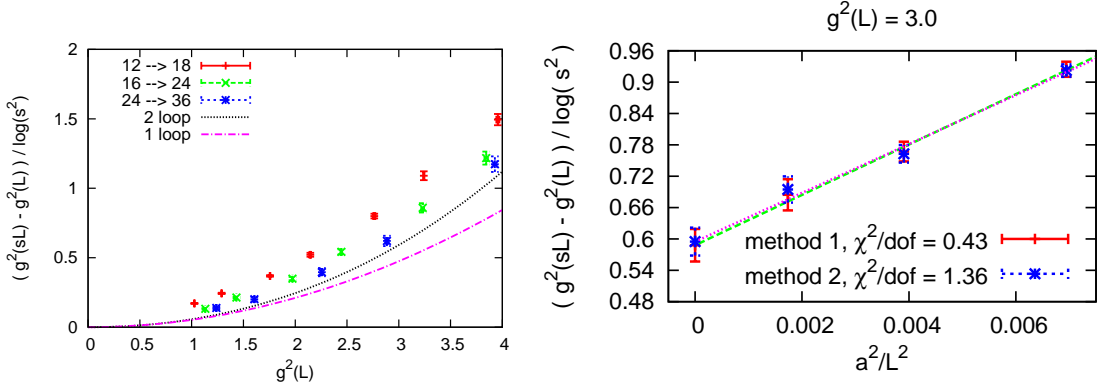 ( g²(sL) - g²(L) ) / log(s²)
2
1.5
1
0.5
0
0 0.5 1 1.5 2 2.5 3 3.5 4
g²(L)
12 --> 18
16 --> 24
24 --> 36
2 loop
1 loop
g²(L) = 3.0
( g²(sL) - g²(L) ) / log( s² )
0.96
0.9
0.84
0.78
0.72
0.66
0.6
0.54
0.48
0 0.002 0.004 0.006
a²/L²
method 1, χ²/dof = 0.43
method 2, χ²/dof = 1.36